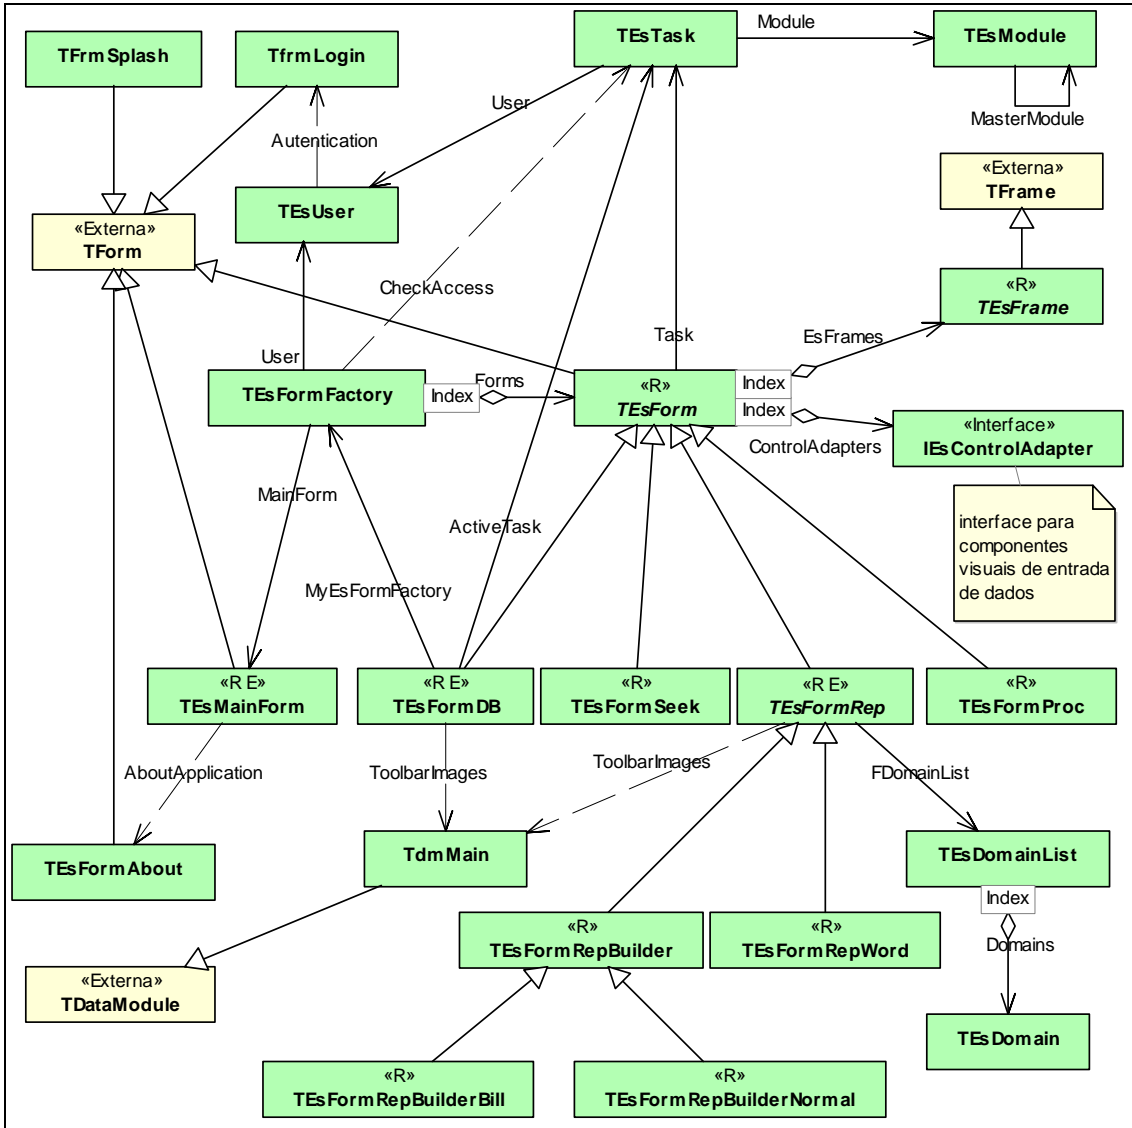 TFrmSplash
TfrmLogin
TEsTask
Module
TEsModule
User
MasterModule
Autentication
«Externa»
TFrame
TEsUser
«Externa»
TForm
CheckAccess
«R»
TEsFrame
Task
EsFrames
User
TEsFormFactory
Index
Forms
«R»
TEsForm
Index
Index
«Interface»
IEsControlAdapter
ControlAdapters
MainForm
ActiveTask
interface para
componentes
visuais de entrada
de dados
MyEsFormFactory
«R E»
TEsMainForm
«R E»
TEsFormDB
«R»
TEsFormSeek
«R E»
TEsFormRep
«R»
TEsFormProc
AboutApplication
ToolbarImages
ToolbarImages
FDomainList
TEsFormAbout
TdmMain
TEsDomainList
Index
«R»
TEsFormRepBuilder
«R»
TEsFormRepWord
Domains
«Externa»
TDataModule
TEsDomain
«R»
TEsFormRepBuilderBill
«R»
TEsFormRepBuilderNormal